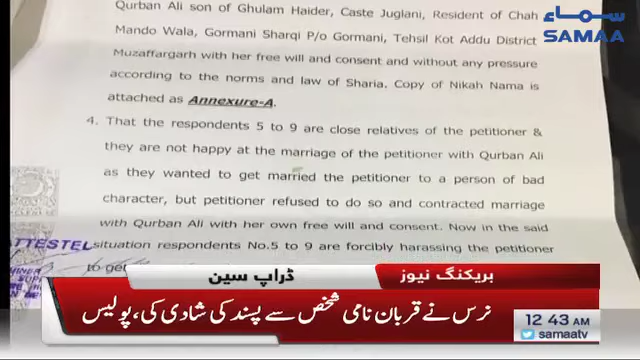 Qurban Ali son of Ghulam Haider, Caste Juglani, Resident of Chah
Mando Wala, Gormani Sharqi P/o Gormani, Tehsil Kot Addu District
Muzaffargarh with her free will and consent and without any pressure
according to the norms and law of Sharia. Copy of Nikah Nama is
attached as Annexure-A.
4. That the respondents 5 to 9 are close relatives of the petitioner &
they are not happy at the marriage of the petitioner with Qurban Ali
as they wanted to get married the petitioner to a person of bad
character, but petitioner refused to do so and contracted marriage
with Qurban Ali with her own free will and consent. Now in the said
situation respondents No.5 to 9 are forcibly harassing the petitioner
to get
ATTESTE
سماء
SAMAA
بریکنگ نیوز
ڈراپ سین
نرس نے قربان نامی شخص سے پسند کی شادی کی، پولیس
12 43 AM
samaatv